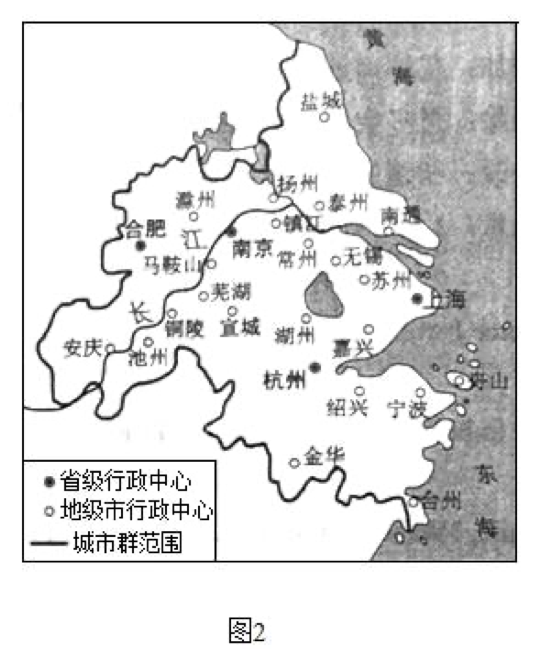 黄海
盐城
扬州
泰州
滁州
南通
镇江
合肥
江
南京
常州
无锡
马鞍山
苏州
芜湖
上海
长
铜陵
宣城
湖州
安庆
池州
嘉兴
杭州
舟山
绍兴
宁波
金华
东海
台州
省级行政中心
地级市行政中心
城市群范围
图2